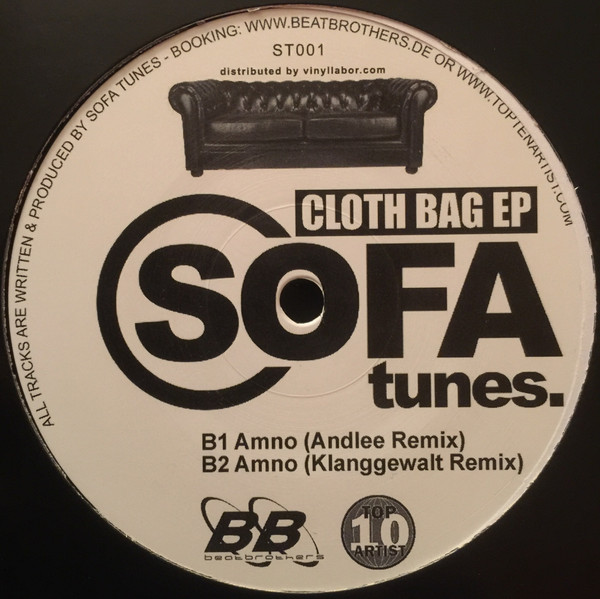 ALL TRACKS ARE WRITTEN & PRODUCED BY SOFA TUNES - BOOKING: WWW.BEATBROTHERS.DE OR WWW.TOPTENARTIST.COM
ST001
distributed by vinyllabor.com
CLOTH BAG EP
SOFA
tunes.
B1 Amno (Andlee Remix)
B2 Amno (Klanggewalt Remix)
BB
beatbrothers
TOP
10
ARTIST